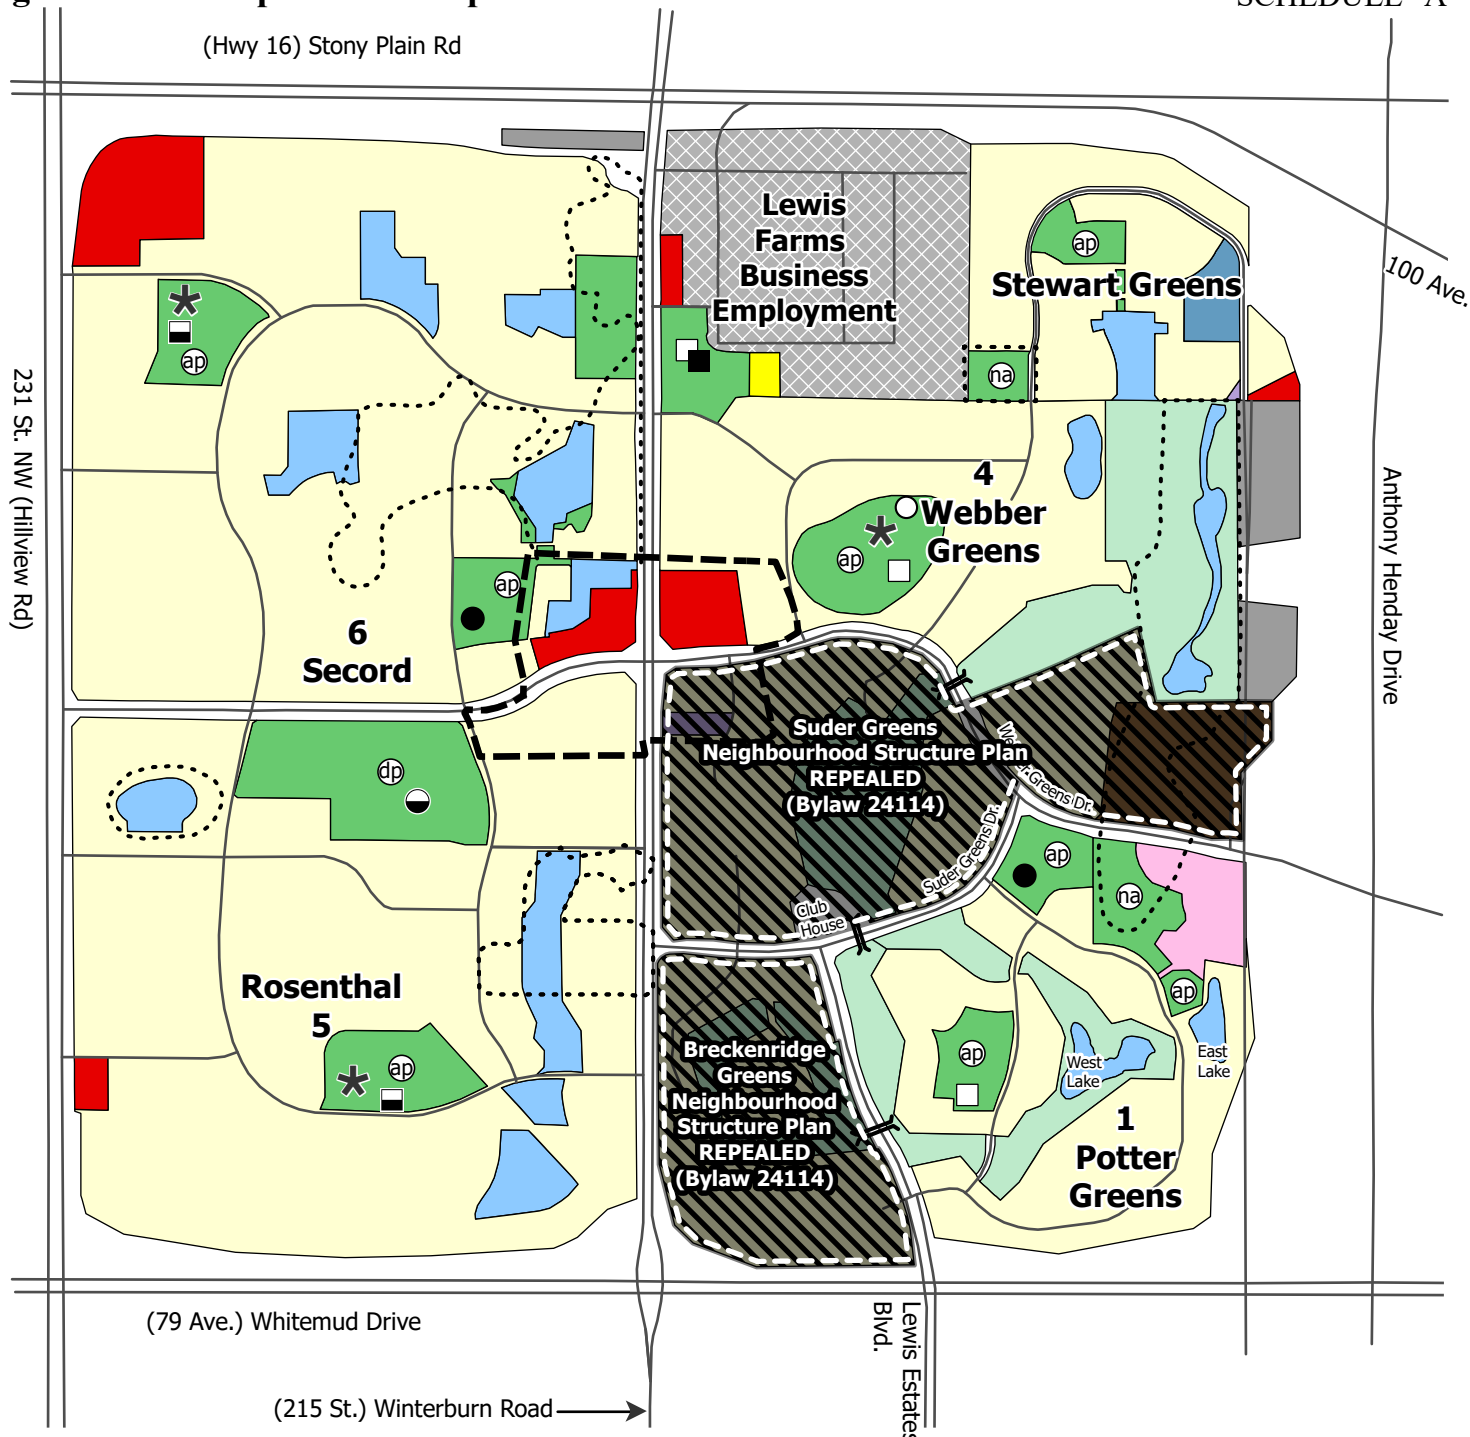 (Hwy 16) Stony Plain Rd
Lewis
Farms
Business
Employment
ap
Stewart Greens
100 Ave.
ap
na
231 St. NW (Hillview Rd)
Anthony Henday Drive
4
Webber
Greens
ap
ap
6
Secord
Suder Greens
Neighbourhood Structure Plan
REPEALED
(Bylaw 24114)
Greens Dr.
Suder Greens Dr.
dp
ap
na
Club
House
ap
Rosenthal
5
ap
Breckenridge
Greens
Neighbourhood
Structure Plan
REPEALED
(Bylaw 24114)
ap
West
Lake
East
Lake
1
Potter
Greens
(79 Ave.) Whitemud Drive
Lewis Estates
Blvd.
(215 St.) Winterburn Road